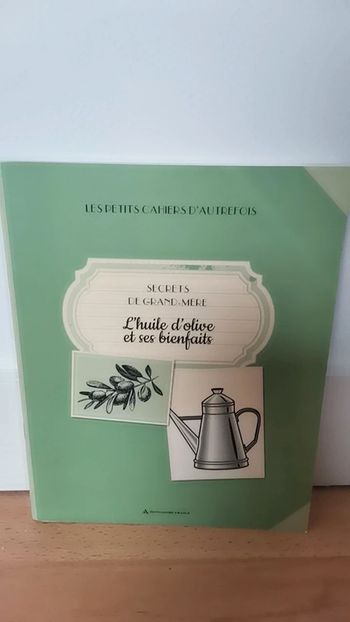 LES PETITS CAHIERS D'AUTREFOIS
SECRETS
DE GRAND-MÈRE
L'huile d'olive
et ses bienfaits